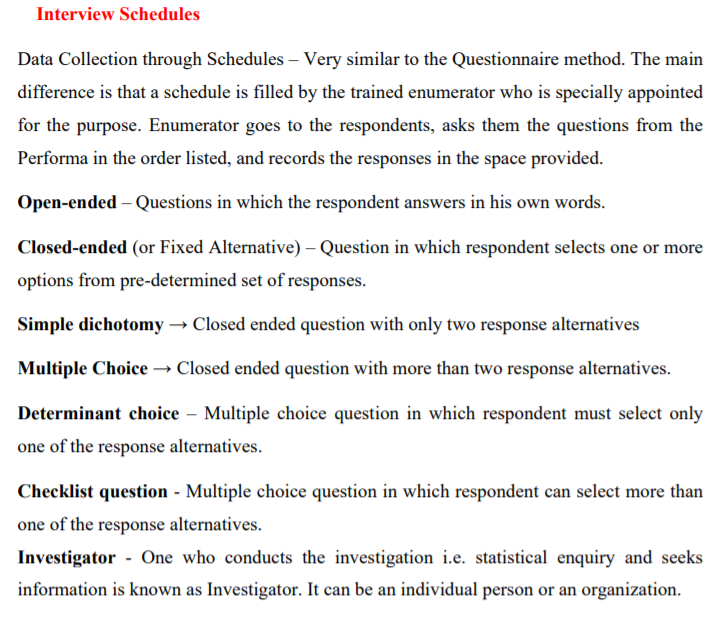 Interview Schedules
Data Collection through Schedules – Very similar to the Questionnaire method. The main
difference is that a schedule is filled by the trained enumerator who is specially appointed
for the purpose. Enumerator goes to the respondents, asks them the questions from the
Performa in the order listed, and records the responses in the space provided.
Open-ended – Questions in which the respondent answers in his own words.
Closed-ended (or Fixed Alternative) – Question in which respondent selects one or more
options from pre-determined set of responses.
Simple dichotomy → Closed ended question with only two response alternatives
Multiple Choice → Closed ended question with more than two response alternatives.
Determinant choice – Multiple choice question in which respondent must select only
one of the response alternatives.
Checklist question - Multiple choice question in which respondent can select more than
one of the response alternatives.
Investigator - One who conducts the investigation i.e. statistical enquiry and seeks
information is known as Investigator. It can be an individual person or an organization.